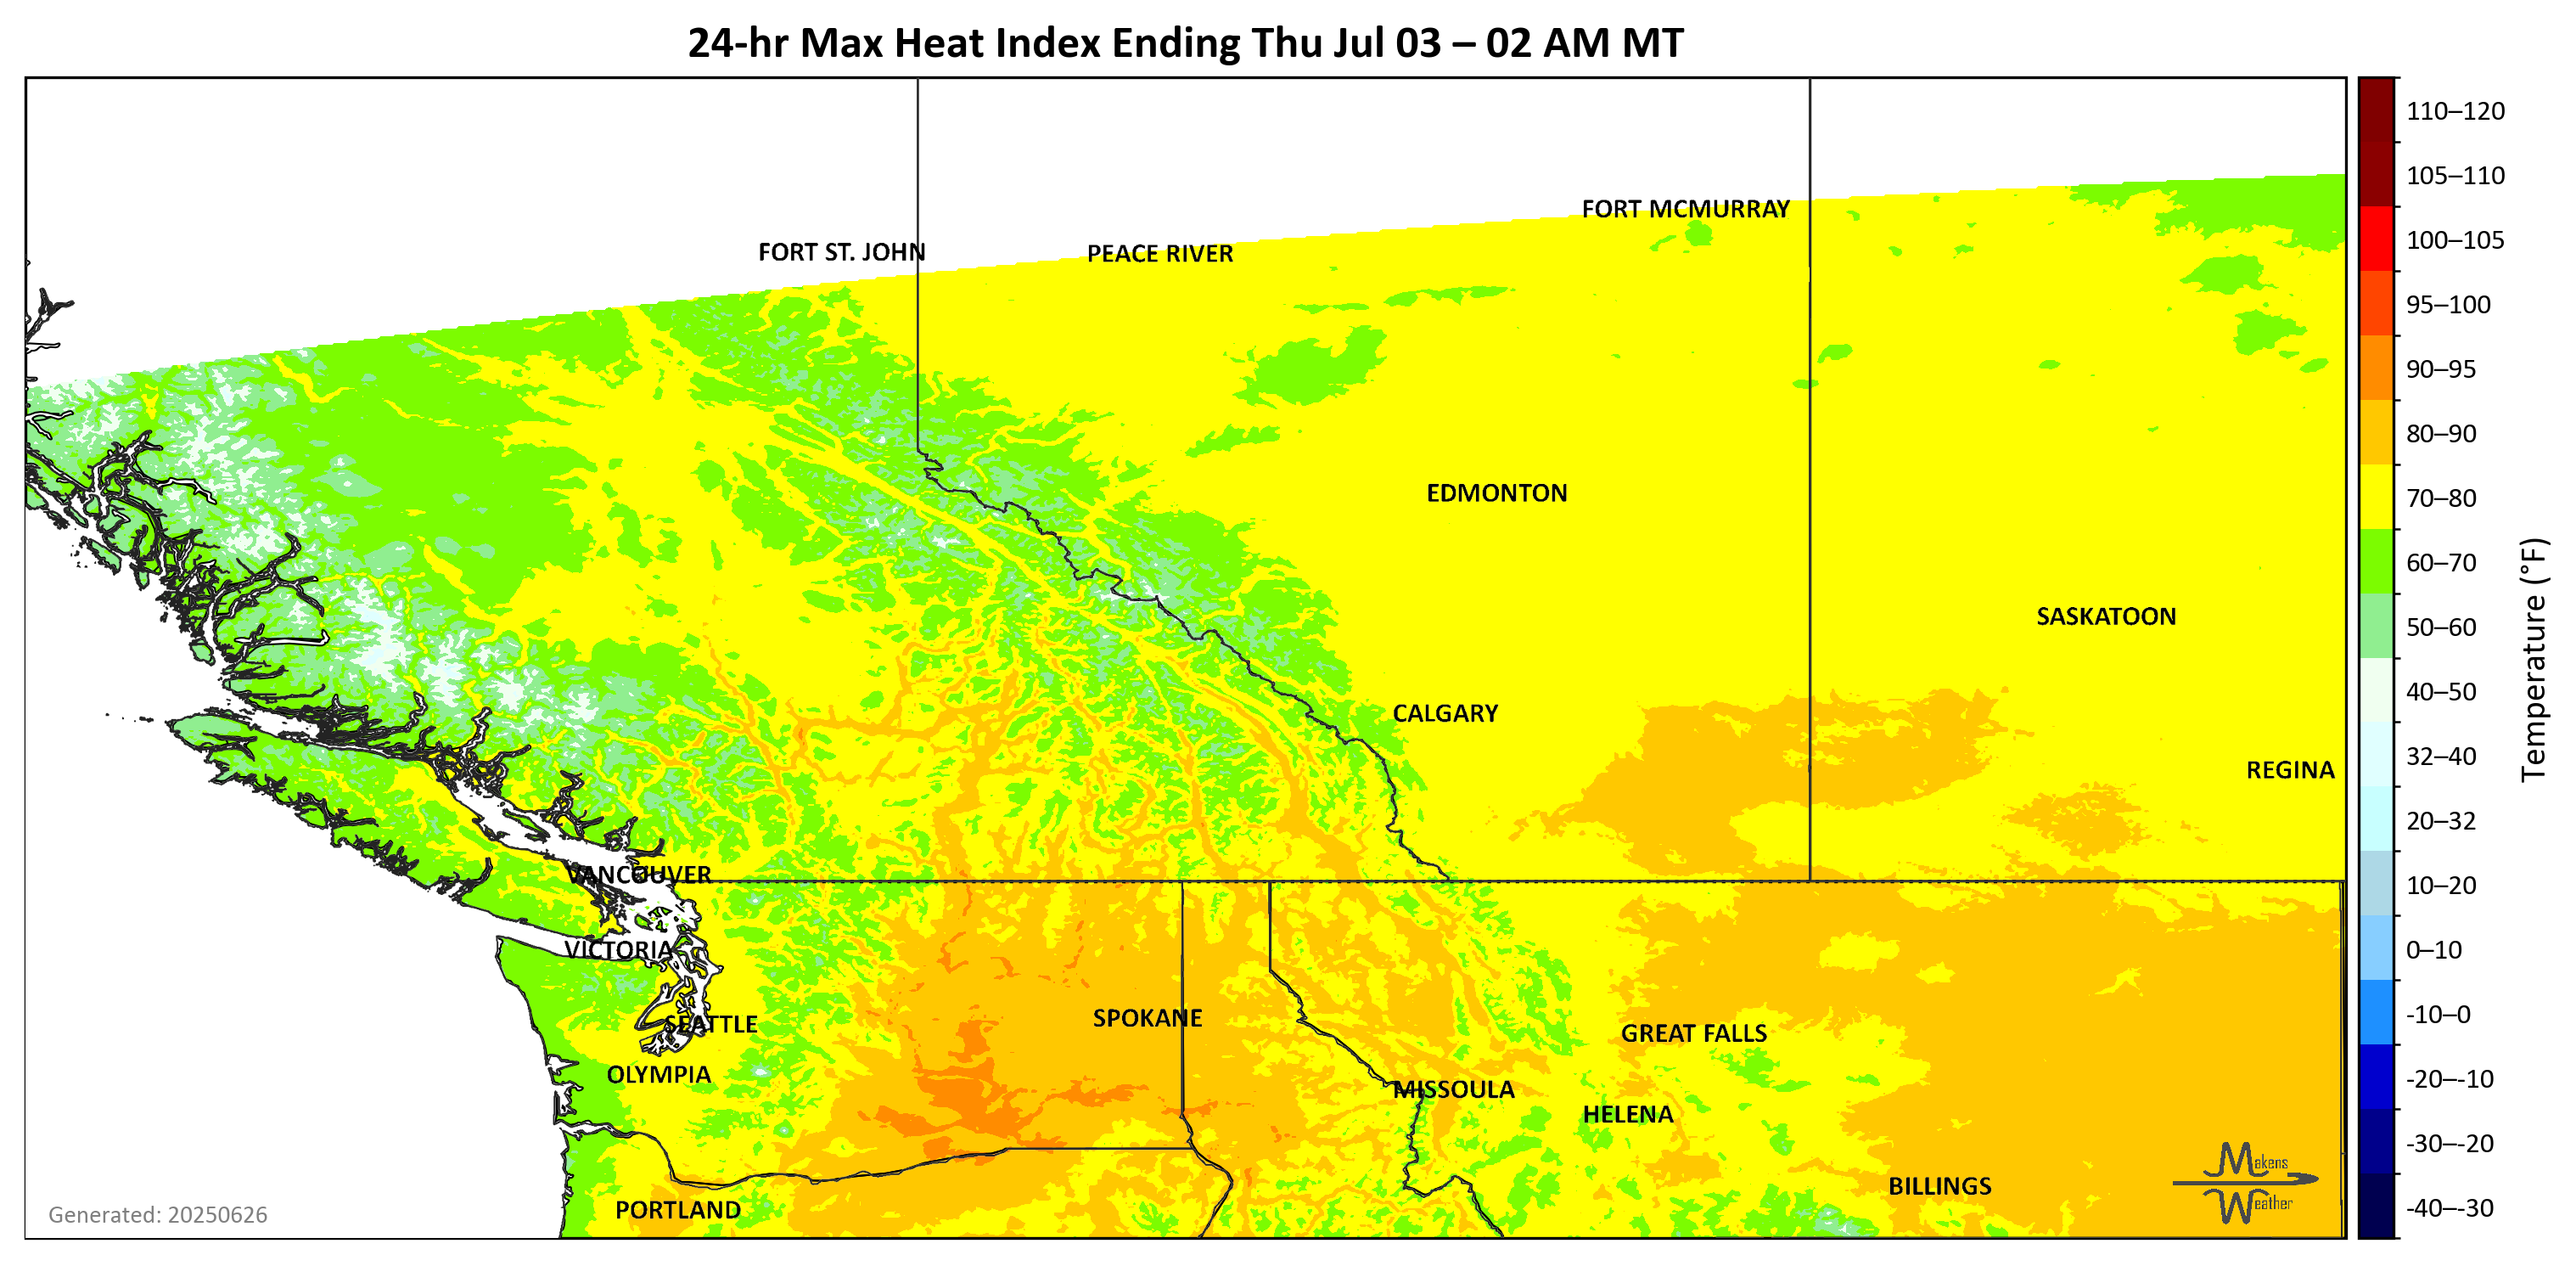 24-hr Max Heat Index Ending Thu Jul 03 – 02 AM MT
110–120
105–110
FORT MCMURRAY
100–105
FORT ST. JOHN
PEACE RIVER
95–100
90–95
80–90
EDMONTON
70–80
60–70
SASKATOON
50–60
40–50
CALGARY
32–40
REGINA
20–32
VANCOUVER
10–20
VICTORIA
0–10
-10–0
SPOKANE
SEATTLE
GREAT FALLS
OLYMPIA
-20–-10
MISSOULA
HELENA
-30–-20
Makens
Weather
BILLINGS
PORTLAND
-40–-30
Generated: 20250626
Temperature (°F)